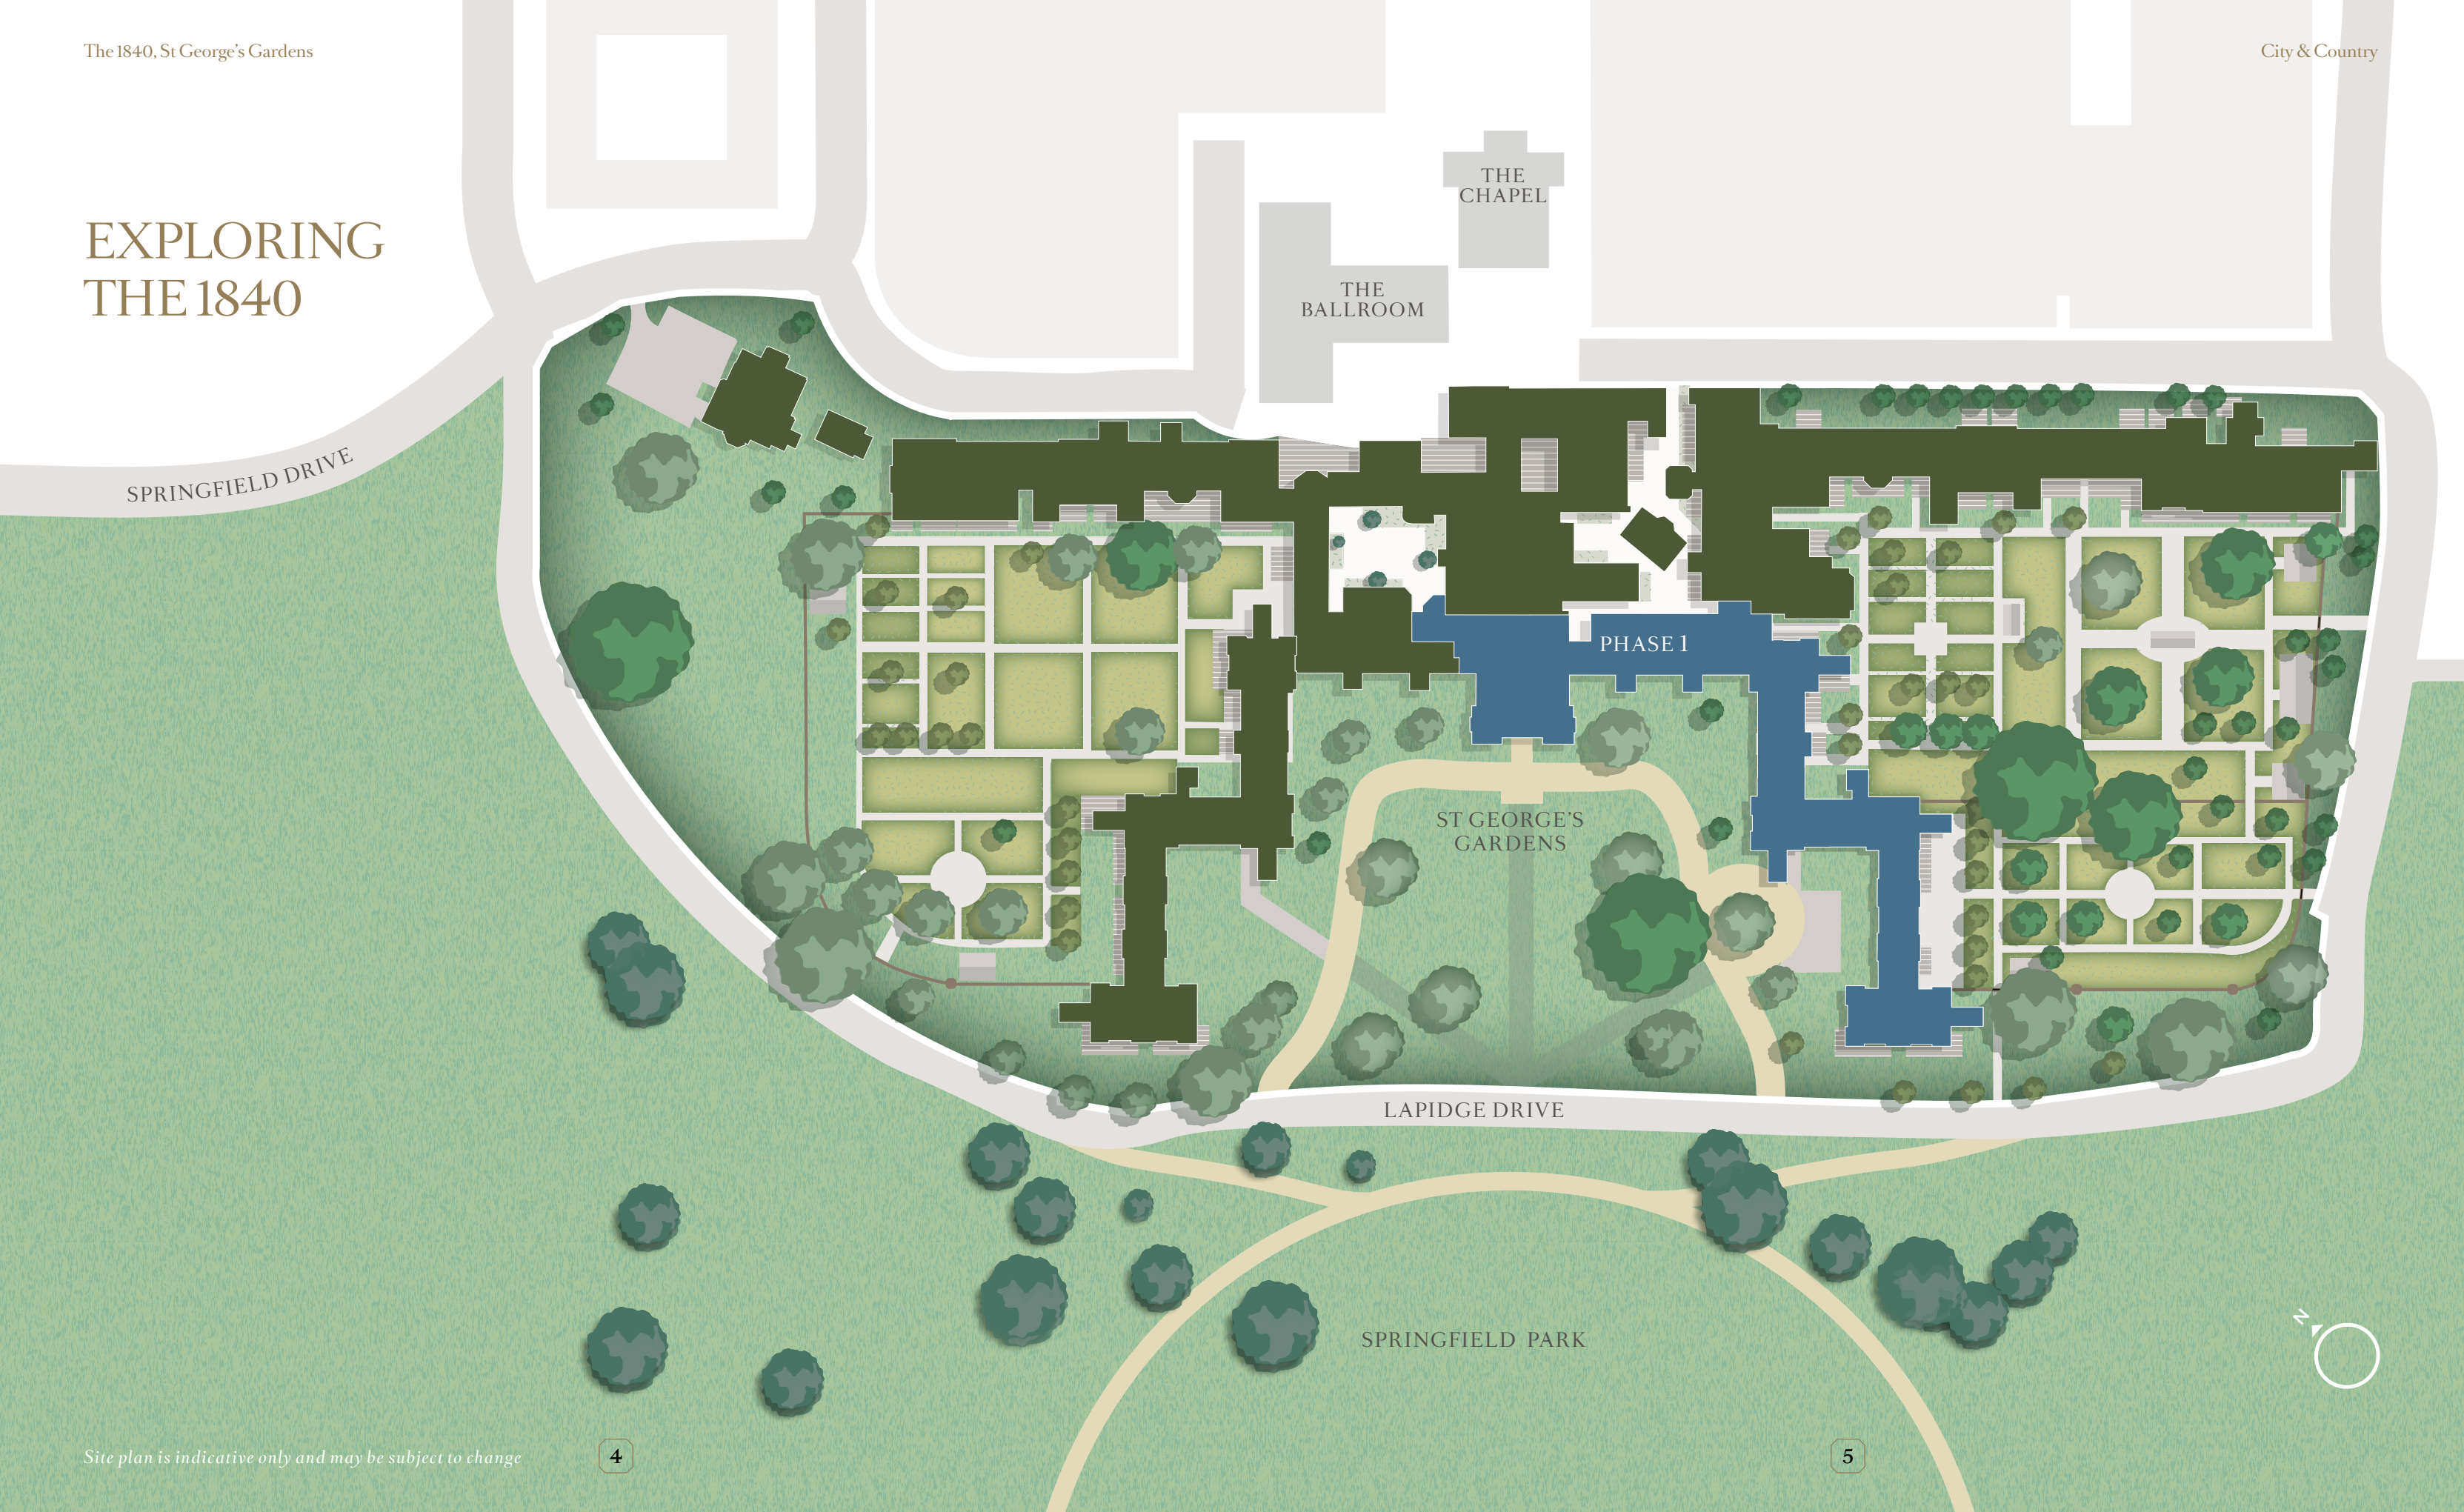 The 1840, St George’s Gardens
City & Country
EXPLORING
THE 1840
THE
CHAPEL
THE
BALLROOM
SPRINGFIELD DRIVE
PHASE 1
ST GEORGE’S
GARDENS
LAPIDGE DRIVE
SPRINGFIELD PARK
N
Site plan is indicative only and may be subject to change
4
5